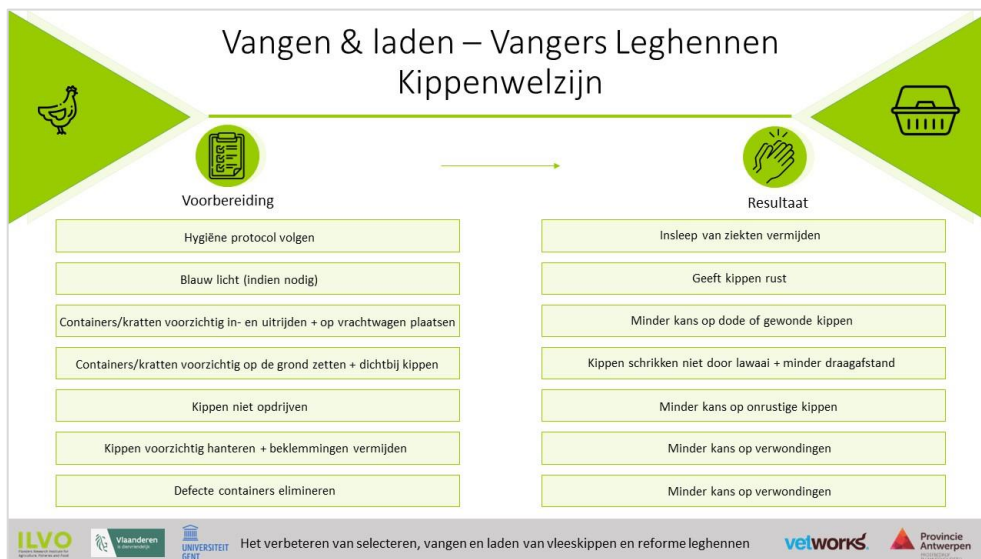 Vangen & laden – Vangers Leghennen
Kippenwelzijn
Voorbereiding
Resultaat
Hygiëne protocol volgen
Insleep van ziekten vermijden
Blauw licht (indien nodig)
Geeft kippen rust
Containers/kratten voorzichtig in- en uitrijden + op vrachtwagen plaatsen
Minder kans op dode of gewonde kippen
Containers/kratten voorzichtig op de grond zetten + dichtbij kippen
Kippen schrikken niet door lawaai + minder draagafstand
Kippen niet opdrijven
Minder kans op onrustige kippen
Kippen voorzichtig hanteren + beklemmingen vermijden
Minder kans op verwondingen
Defecte containers elimineren
Minder kans op verwondingen
ILVO
Vlaanderen
UNIVERSITEIT
GENT
Het verbeteren van selecteren, vangen en laden van vleeskippen en reforme leghennen
vetworks.
Provincie
Antwerpen